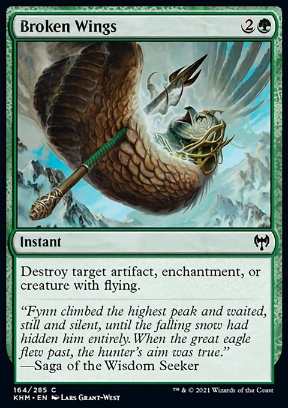 Broken Wings 2
Instant
Destroy target artifact, enchantment, or
creature with flying.
"Fynn climbed the highest peak and waited,
still and silent, until the falling snow had
hidden him entirely. When the great eagle
flew past, the hunter's aim was true."
—Saga of the Wisdom Seeker
164/285 C
KHM • EN Lars Grant-West
™ & © 2021 Wizards of the Coast